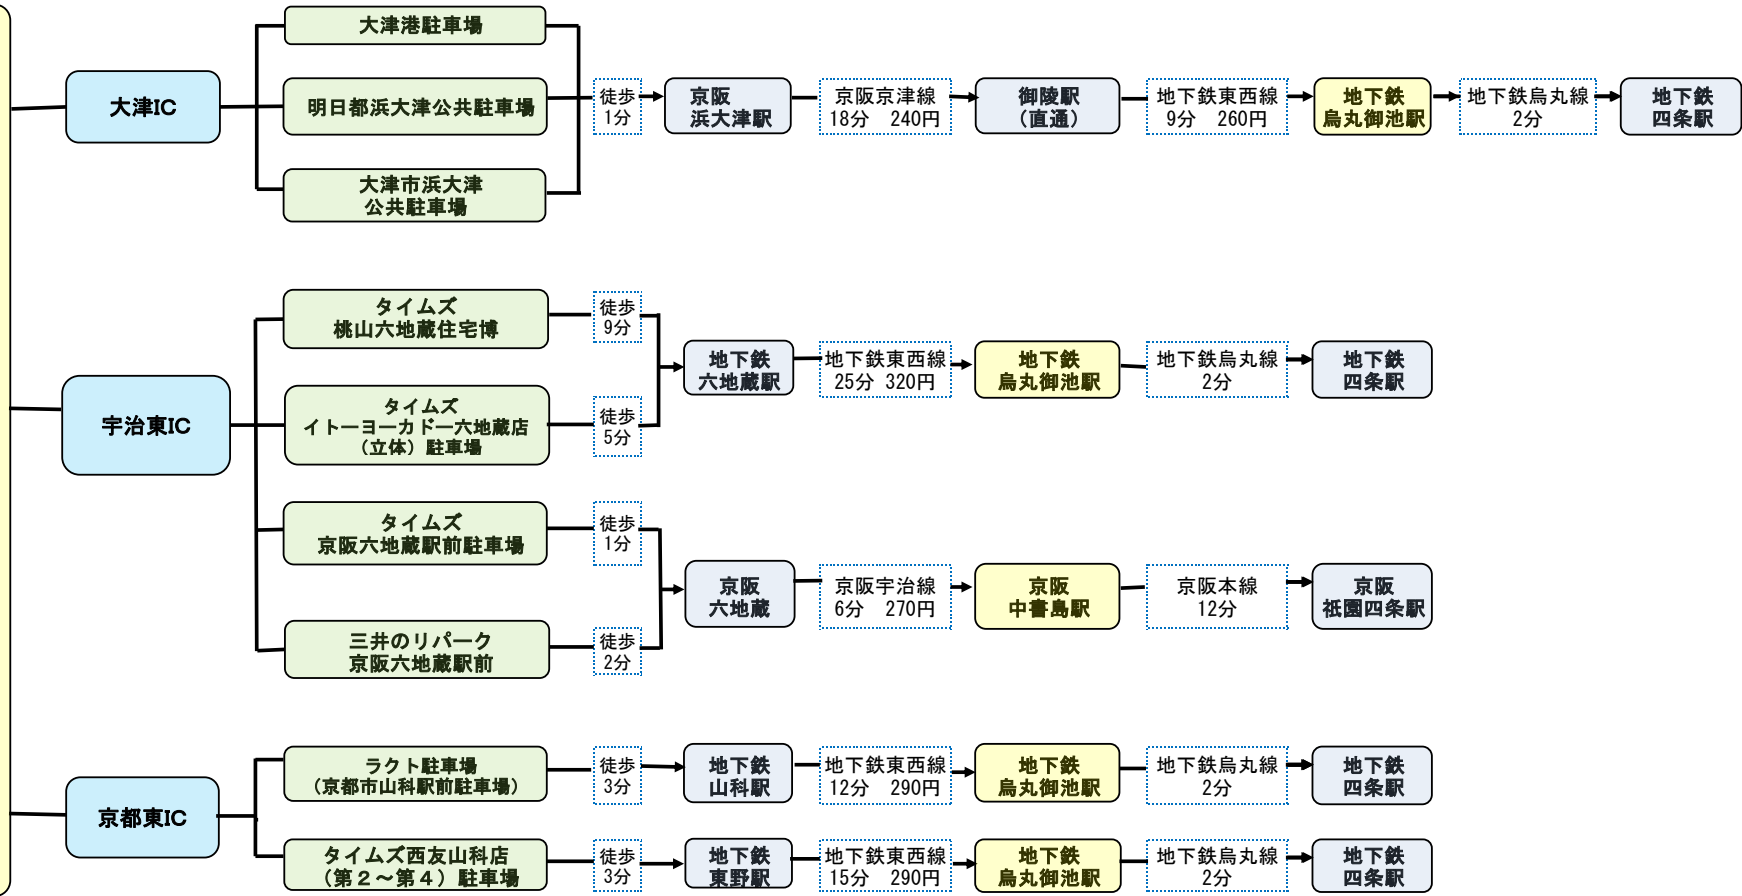 大津IC
大津港駐車場
明日都浜大津公共駐車場
大津市浜大津
公共駐車場
徒歩
1分
京阪
浜大津駅
京阪京津線
18分 240円
御陵駅
（直通）
地下鉄東西線
9分 260円
地下鉄
烏丸御池駅
地下鉄烏丸線
2分
地下鉄
四条駅
宇治東IC
タイムズ
桃山六地蔵住宅博
徒歩
9分
タイムズ
イトーヨーカドー六地蔵店
（立体）駐車場
徒歩
5分
地下鉄
六地蔵駅
地下鉄東西線
25分 320円
地下鉄
烏丸御池駅
地下鉄烏丸線
2分
地下鉄
四条駅
タイムズ
京阪六地蔵駅前駐車場
徒歩
1分
三井のリパーク
京阪六地蔵駅前
徒歩
2分
京阪
六地蔵
京阪宇治線
6分 270円
京阪
中書島駅
京阪本線
12分
京阪
祇園四条駅
京都東IC
ラクト駐車場
（京都市山科駅前駐車場）
徒歩
3分
地下鉄
山科駅
地下鉄東西線
12分 290円
地下鉄
烏丸御池駅
地下鉄烏丸線
2分
地下鉄
四条駅
タイムズ西友山科店
（第２～第４）駐車場
徒歩
3分
地下鉄
東野駅
地下鉄東西線
15分 290円
地下鉄
烏丸御池駅
地下鉄烏丸線
2分
地下鉄
四条駅